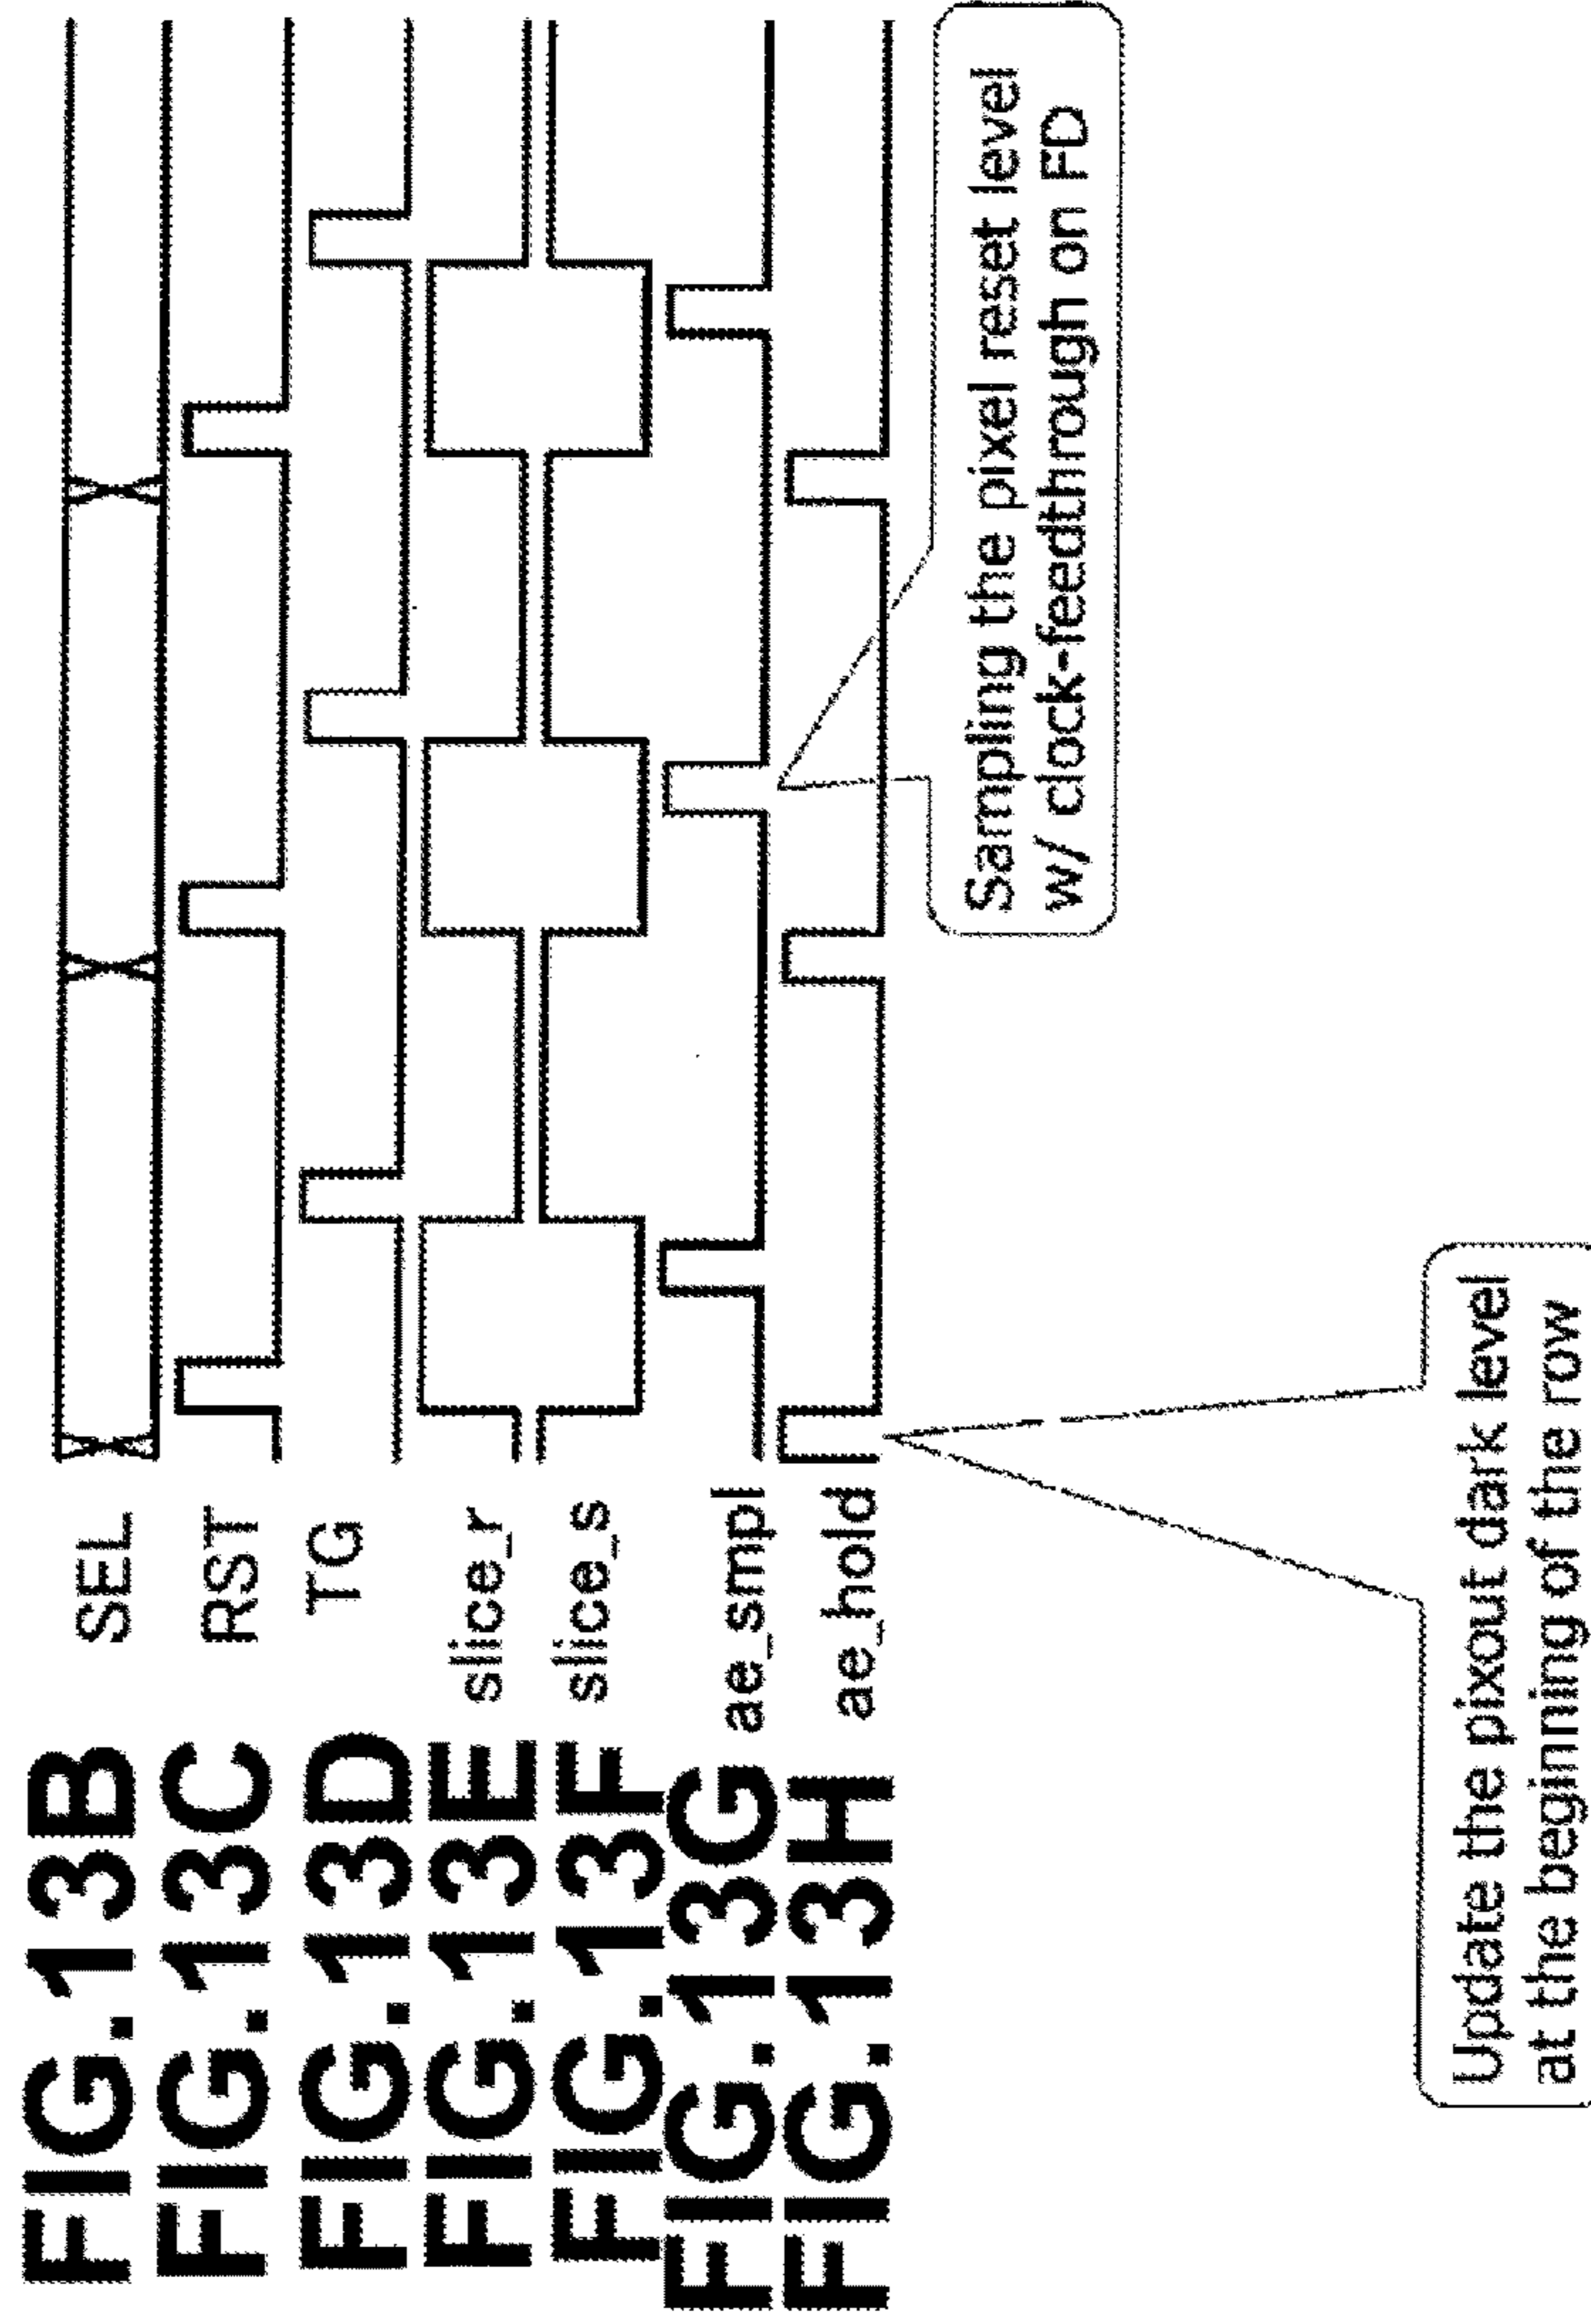 FIG.13B SEL
FIG.13C RST
FIG.13D TG
FIG.13E slice_r
FIG.13F slice_s
FIG.13G ae_smpl
FIG.13H ae_hold
Sampling the pixel reset level
w/ clock-feedthrough on FD
Update the pixout dark level
at the beginning of the row